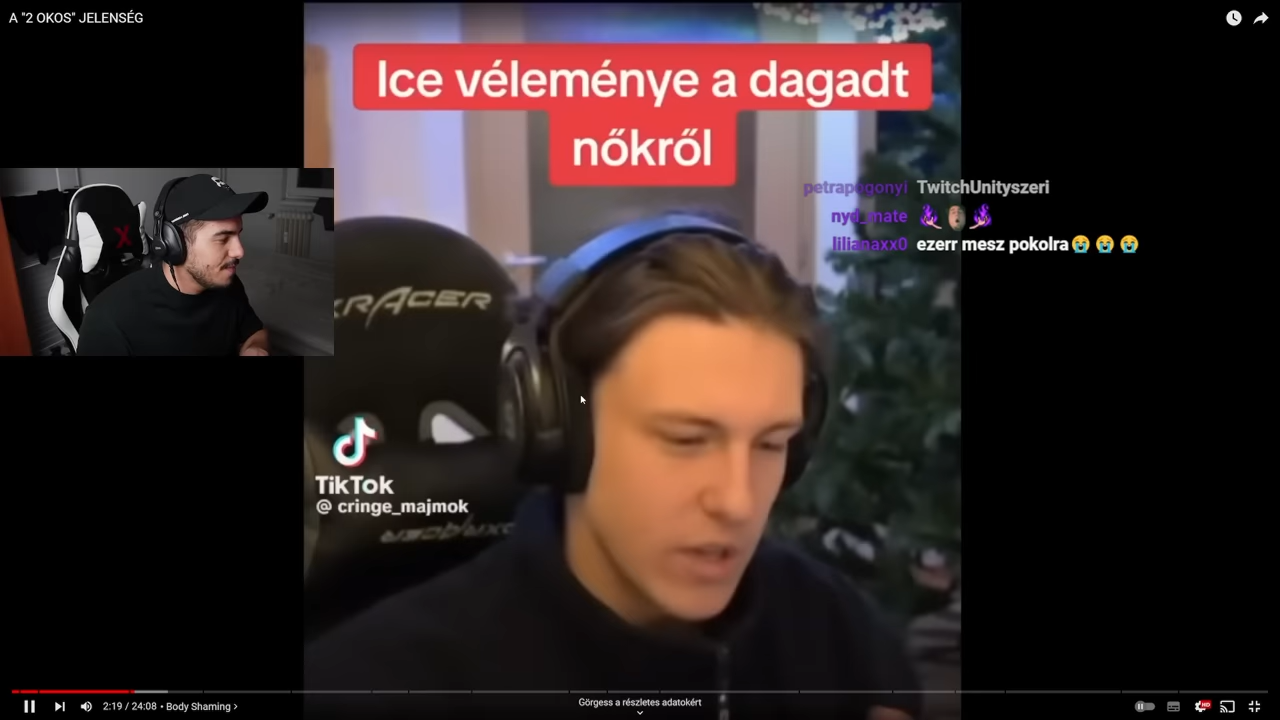 A "2 OKOS" JELENSÉG
Ice véleménye a dagadt
nőkről
petrapogonyi TwitchUnityszeri
nyd_mate
lilianaxx0 ezerr mesz pokolra
X
RACER
TikTok
@ cringe_majmok
2:19 / 24:08 • Body Shaming ›
Görgess a részletes adatokért
HD